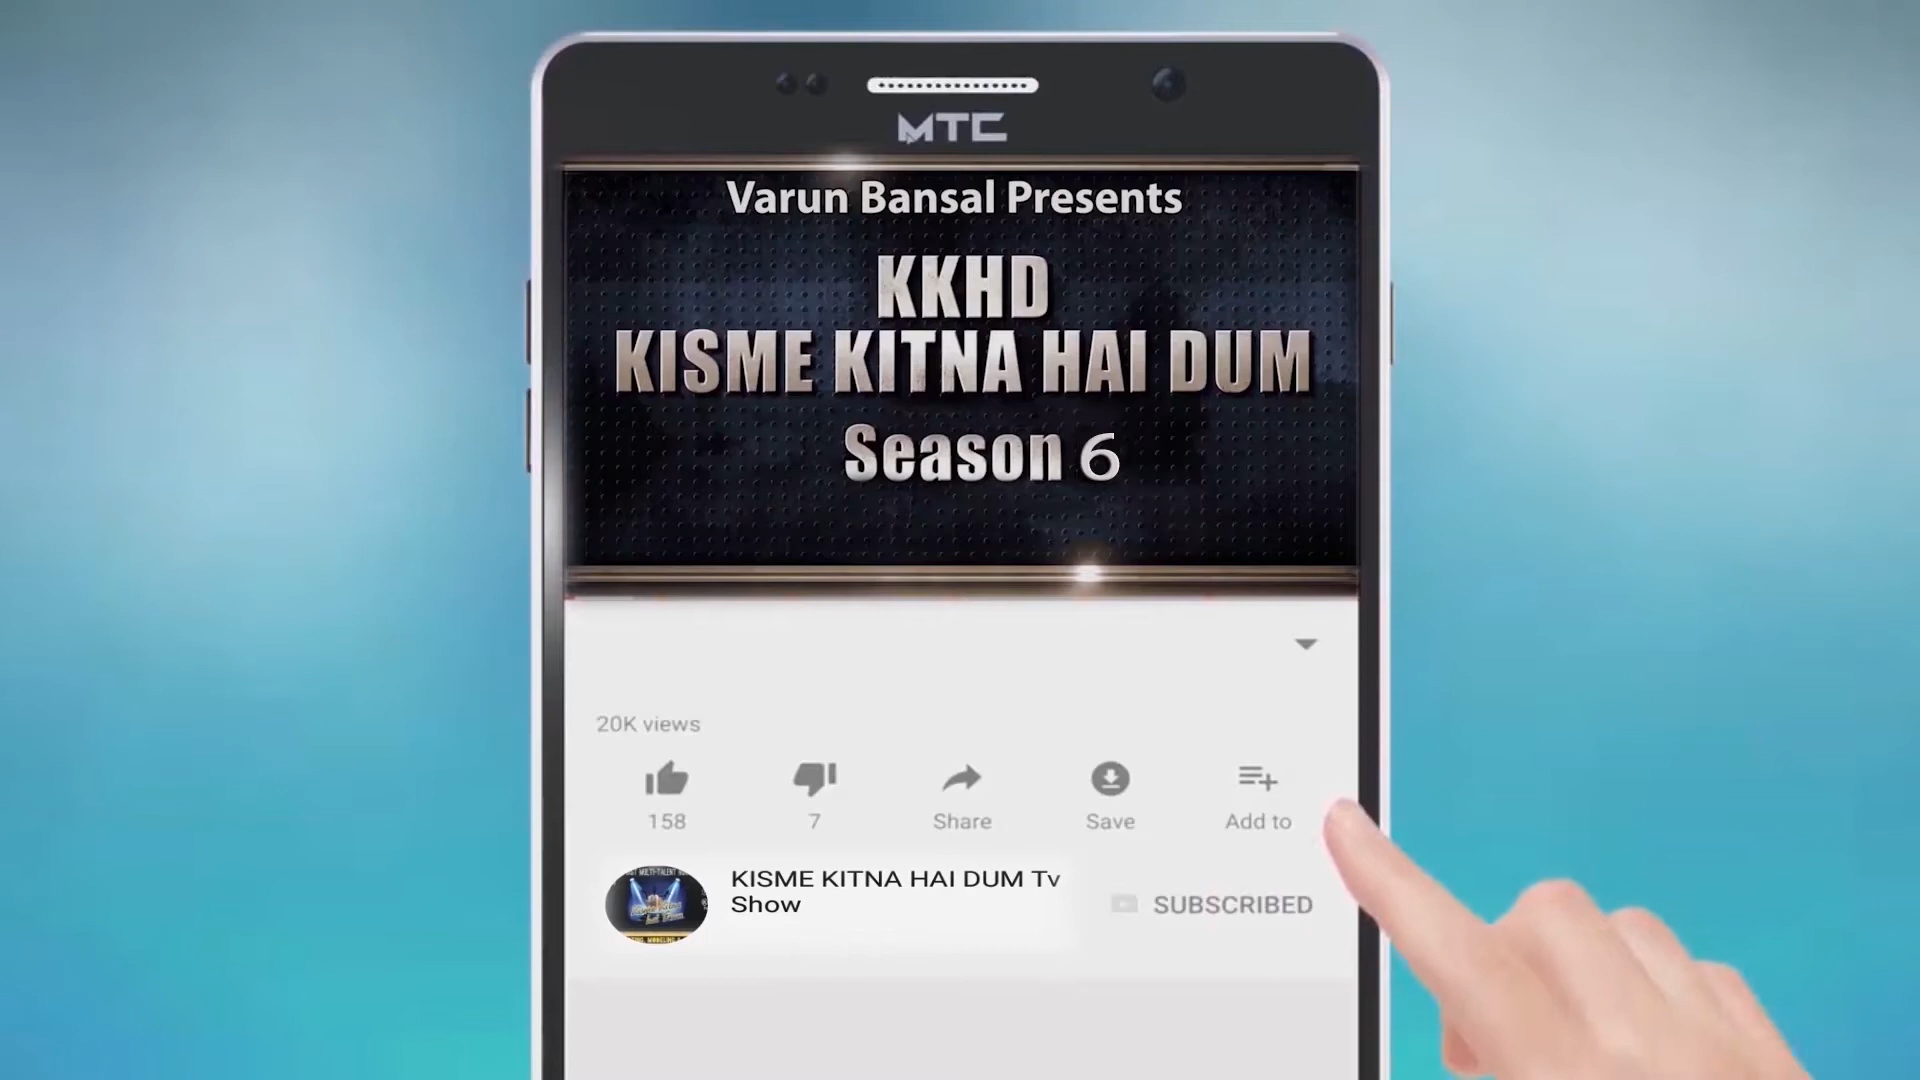 MTC
Varun Bansal Presents
KKHD
KISME KITNA HAI DUM
Season 6
20K views
158
7
Share
Save
Add to
KISME KITNA HAI DUM Tv
Show
SUBSCRIBED